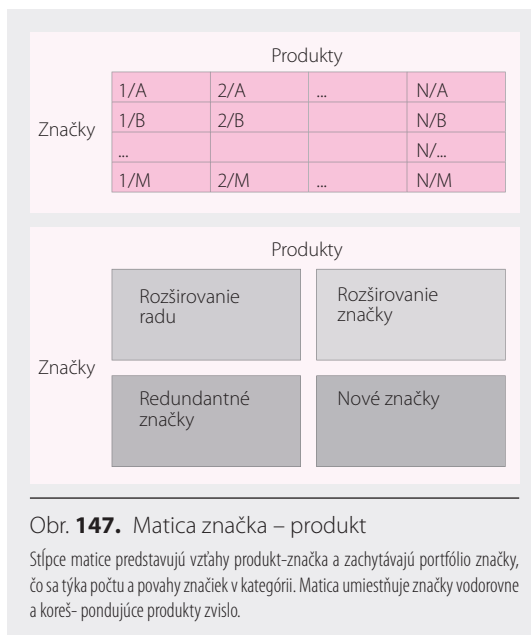 Produkty
Značky
1/A 2/A ... N/A
1/B 2/B N/B
... N/...
1/M 2/M ... N/M
Produkty
Značky
Rozširovanie
radu
Rozširovanie
značky
Redundantné
značky
Nové značky
Obr. 147. Matica značka – produkt
Stĺpce matice predstavujú vzťahy produkt-značka a zachytávajú portfólio značky,
čo sa týka počtu a povahy značiek v kategórii. Matica umiestňuje značky vodorovne
a koreš- pondujúce produkty zvislo.